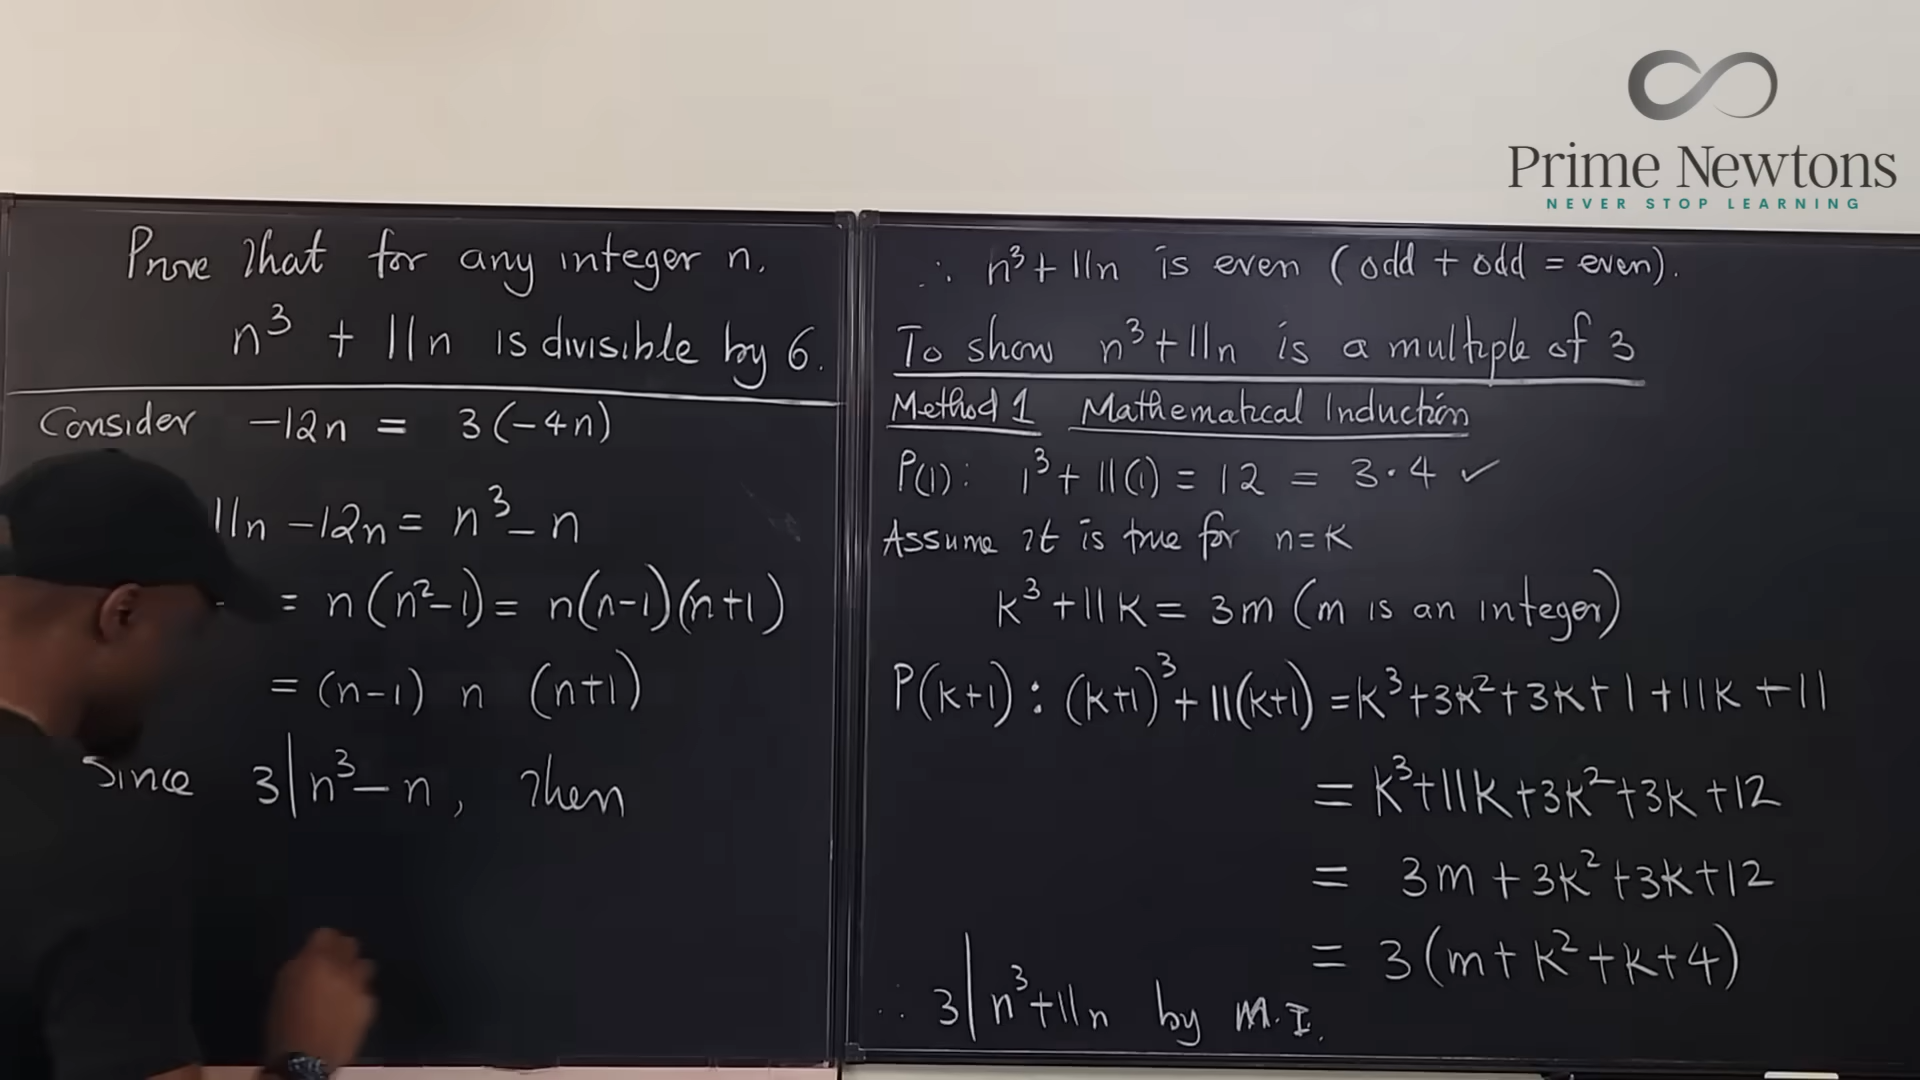 Prime Newtons
NEVER STOP LEARNING
Prove that for any integer n.
n³ + 11n is divisible by 6.
Consider -12n = 3(-4n)
11n -12n = n³-n
= n(n²-1) = n(n-1)(n+1)
= (n-1) n (n+1)
Since 3|n³-n, then
∴ n³+11n is even (odd + odd = even).
To show n³+11n is a multiple of 3
Method 1 Mathematical Induction
P(1): 1³+11(1) = 12 = 3·4 ✓
Assume it is true for n=k
k³+11k = 3m (m is an integer)
P(k+1): (k+1)³+11(k+1) = k³+3k²+3k+1+11k+11
= k³+11k+3k²+3k+12
= 3m+3k²+3k+12
= 3(m+k²+k+4)
∴ 3|n³+11n by M.I.